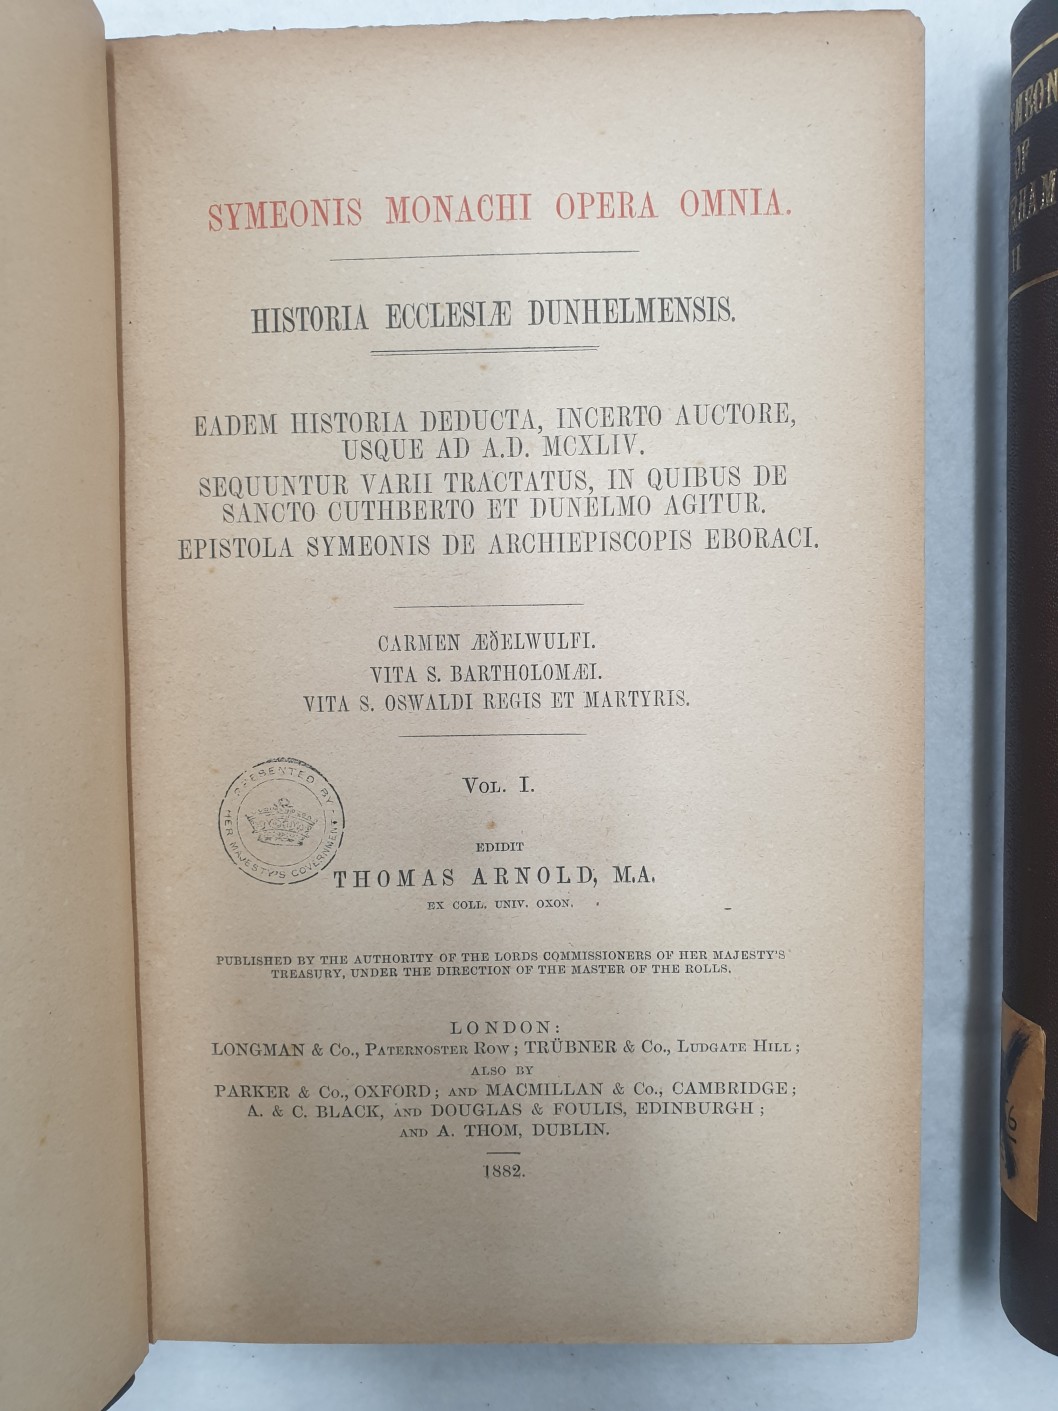 SYMEONIS MONACHI OPERA OMNIA.
HISTORIA ECCLESIÆ DUNHELMENSIS.
EADEM HISTORIA DEDUCTA, INCERTO AUCTORE,
USQUE AD A.D. MCXLIV.
SEQUUNTUR VARII TRACTATUS, IN QUIBUS DE
SANCTO CUTHBERTO ET DUNELMO AGITUR.
EPISTOLA SYMEONIS DE ARCHIEPISCOPIS EBORACI.
CARMEN ÆðELWULFI.
VITA S. BARTHOLOMÆI.
VITA S. OSWALDI REGIS ET MARTYRIS.
VOL. I.
PRESENTED BY
HER MAJESTY'S GOVERNMENT
EDIDIT
THOMAS ARNOLD, M.A.
EX COLL. UNIV. OXON.
PUBLISHED BY THE AUTHORITY OF THE LORDS COMMISSIONERS OF HER MAJESTY'S
TREASURY, UNDER THE DIRECTION OF THE MASTER OF THE ROLLS.
LONDON:
LONGMAN & Co., PATERNOSTER ROW; TRÜBNER & Co., LUDGATE HILL;
ALSO BY
PARKER & Co., OXFORD; AND MACMILLAN & Co., CAMBRIDGE;
A. & C. BLACK, AND DOUGLAS & FOULIS, EDINBURGH;
AND A. THOM, DUBLIN.
1882.
OF
II